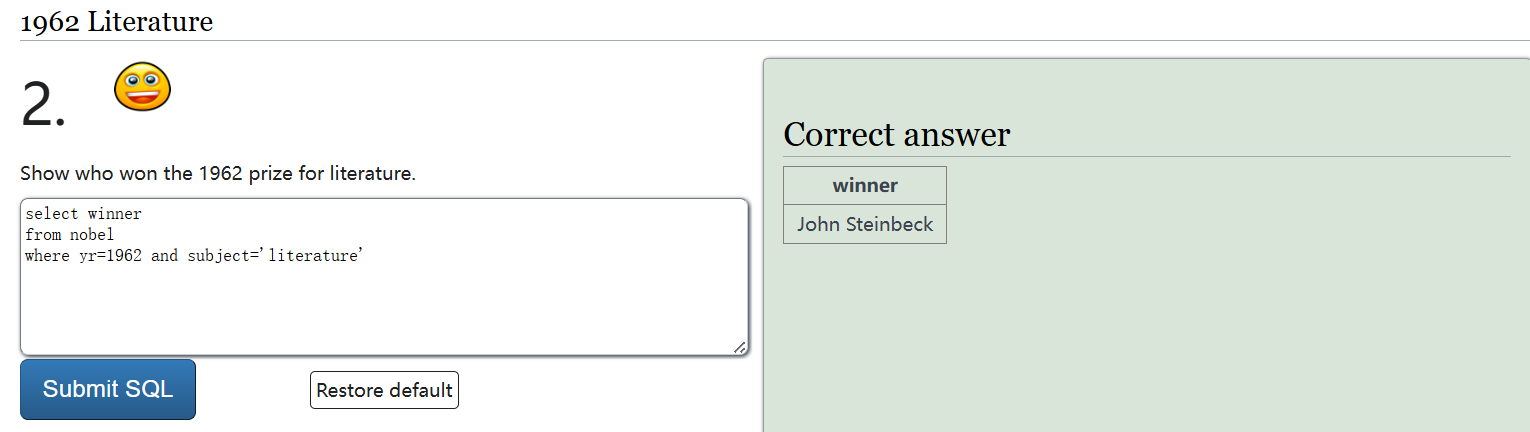 1962 Literature
2.
Show who won the 1962 prize for literature.
select winner
from nobel
where yr=1962 and subject='literature'
Submit SQL
Restore default
Correct answer
winner
John Steinbeck